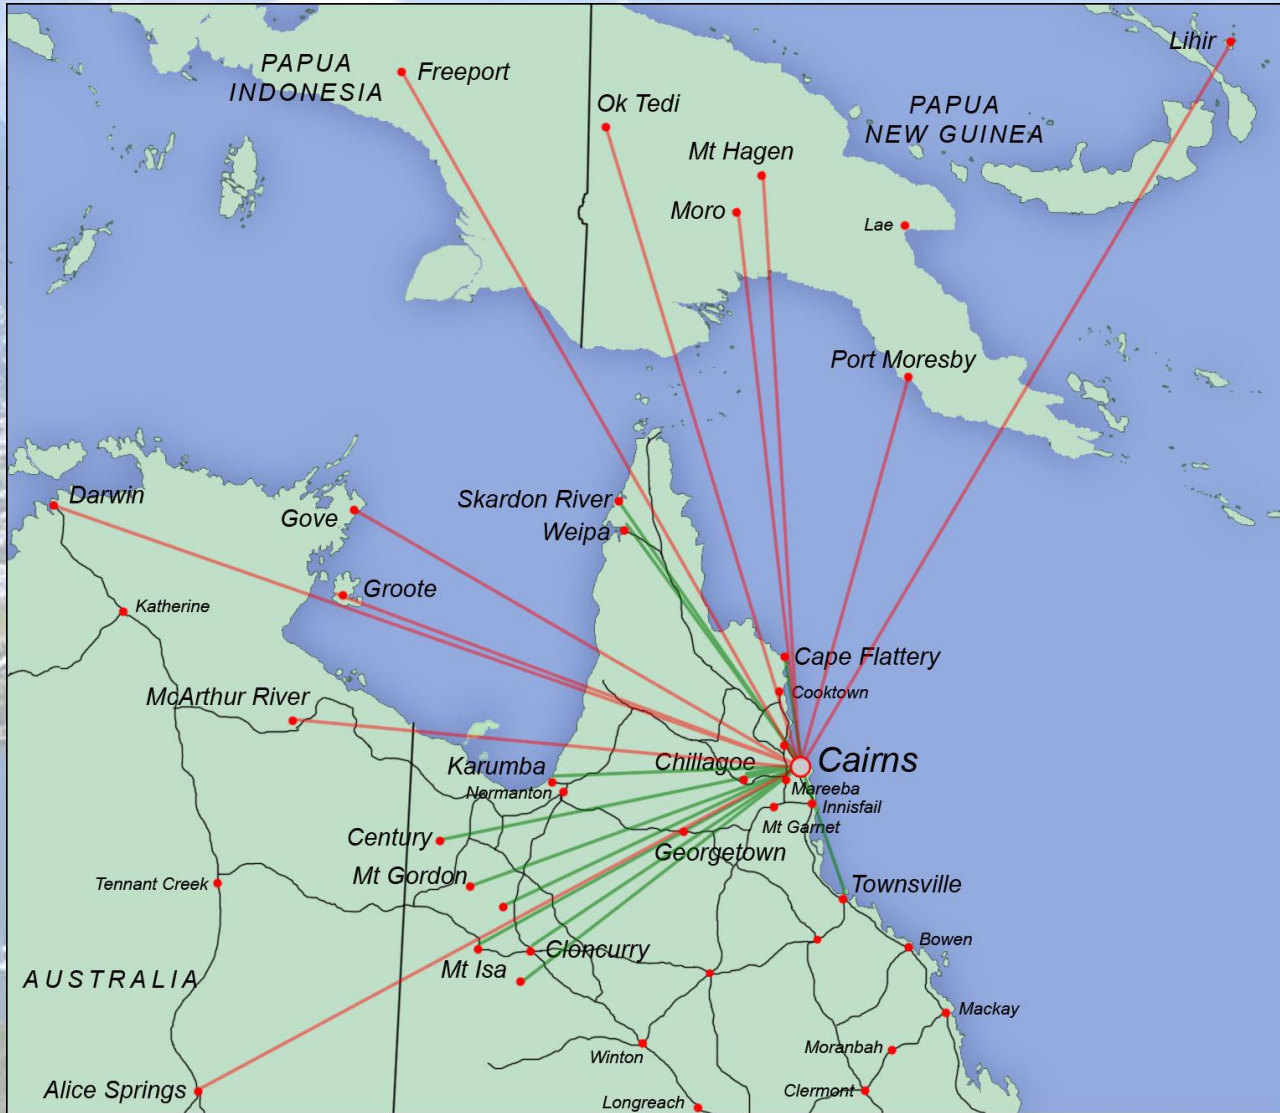 Lihir
PAPUA
INDONESIA
Freeport
Ok Tedi
PAPUA
NEW GUINEA
Mt Hagen
Moro
Lae
Port Moresby
Darwin
Gove
Skardon River
Weipa
Groote
Katherine
Cape Flattery
McArthur River
Cooktown
Karumba
Chillagoe
Cairns
Normanton
Mareeba
Innisfail
Century
Mt Garnet
Georgetown
Mt Gordon
Tennant Creek
Townsville
Cloncurry
Bowen
Mt Isa
AUSTRALIA
Mackay
Winton
Moranbah
Alice Springs
Clermont
Longreach